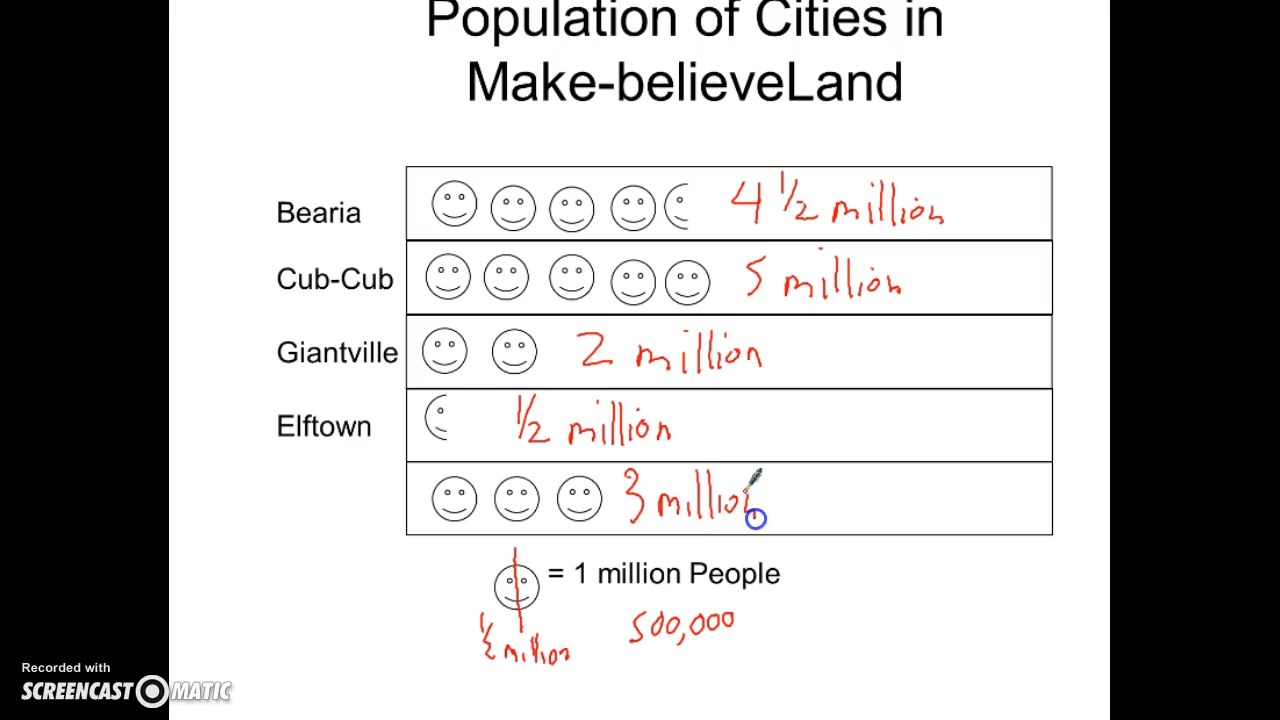 Population of Cities in
Make-believeLand
Bearia 4 1/2 million
Cub-Cub 5 million
Giantville 2 million
Elftown 1/2 million
3 million
= 1 million People
1/2 million 500,000
Recorded with
SCREENCAST MATIC